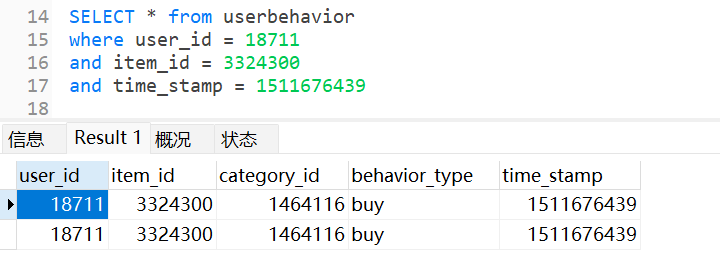 14 SELECT * from userbehavior
15 where user_id = 18711
16 and item_id = 3324300
17 and time_stamp = 1511676439
18
信息 Result 1 概况 状态
user_id item_id category_id behavior_type time_stamp
18711 3324300 1464116 buy 1511676439
18711 3324300 1464116 buy 1511676439